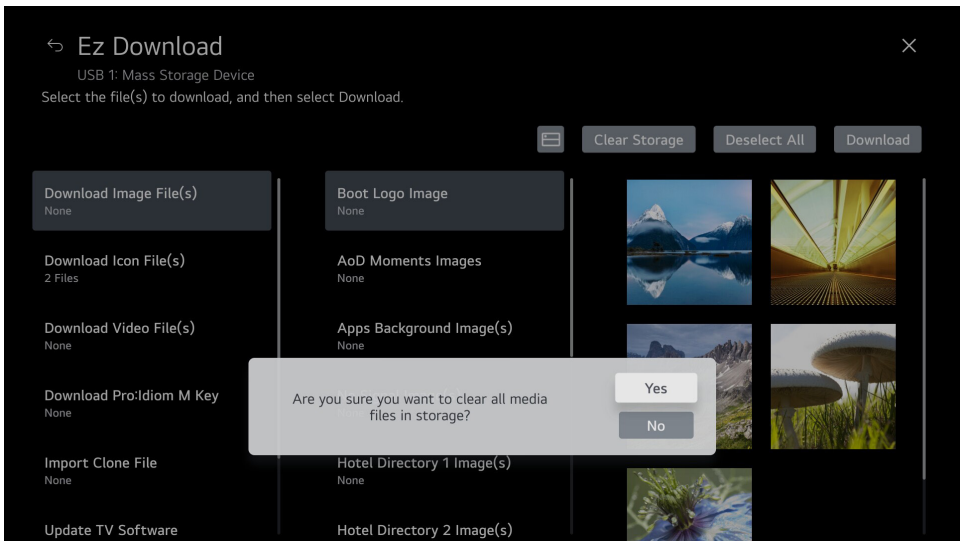 Ez Download
USB 1: Mass Storage Device
Select the file(s) to download, and then select Download.
Clear Storage
Deselect All
Download
Download Image File(s)
None
Download Icon File(s)
2 Files
Download Video File(s)
None
Download Pro:Idiom M Key
None
Import Clone File
None
Update TV Software
Boot Logo Image
None
AoD Moments Images
None
Apps Background Image(s)
None
Hotel Directory 1 Image(s)
None
Hotel Directory 2 Image(s)
Are you sure you want to clear all media
files in storage?
Yes
No